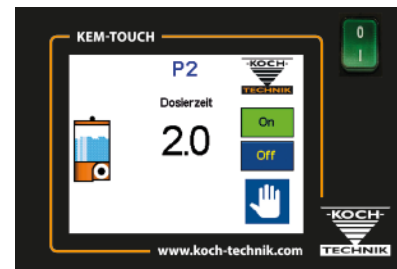 KEM-TOUCH
0
I
P2
-KOCH-
TECHNIK
Dosierzeit
2.0
On
Off
-KOCH-
TECHNIK
www.koch-technik.com